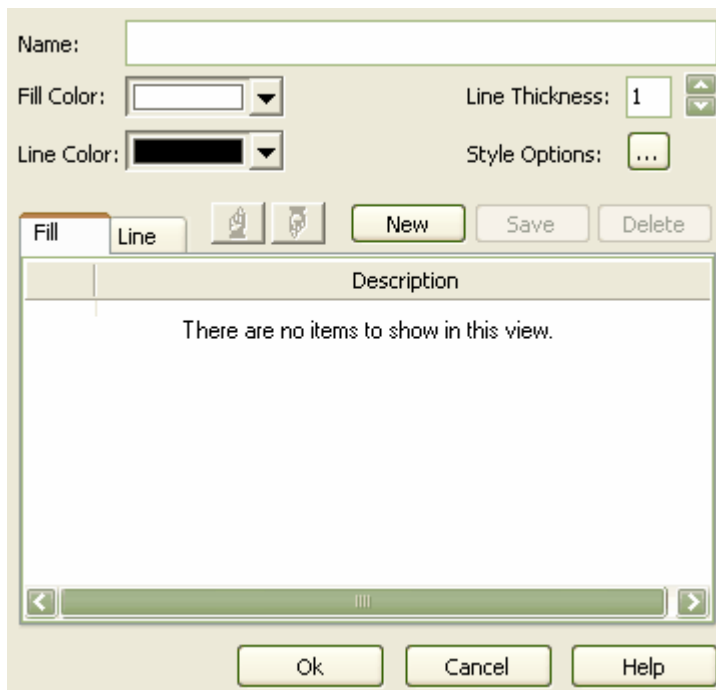 Name:
Fill Color:
Line Thickness: 1
Line Color:
Style Options: ...
Fill Line New Save Delete
Description
There are no items to show in this view.
Ok Cancel Help